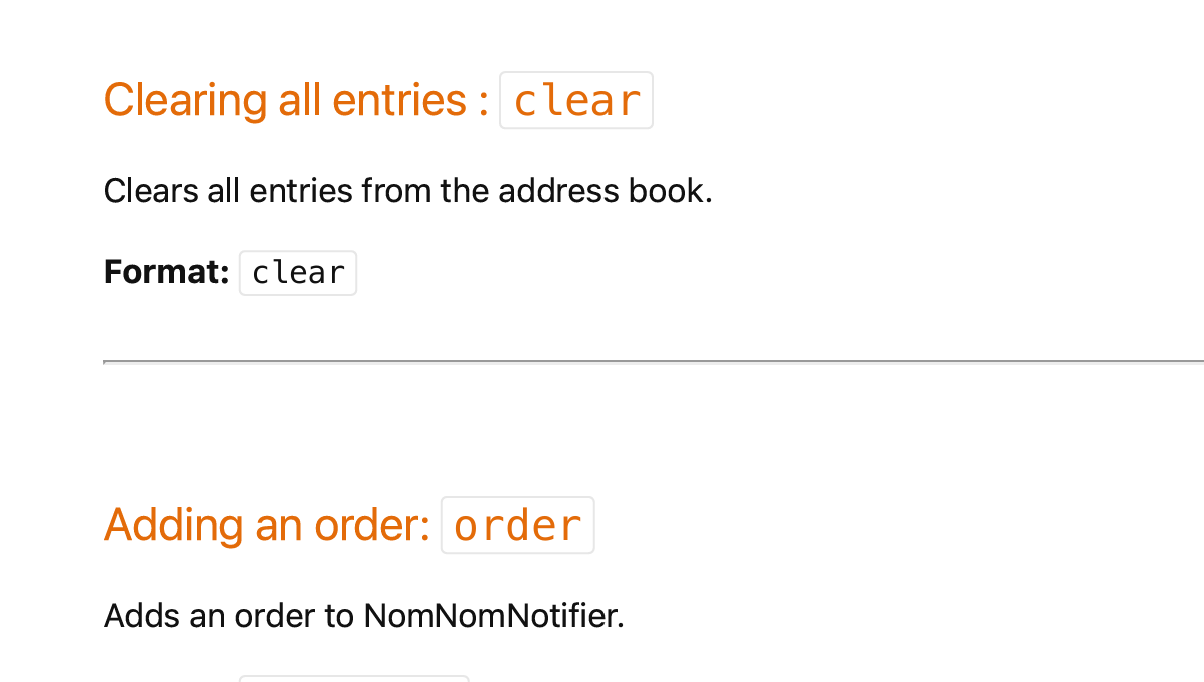 Clearing all entries : clear
Clears all entries from the address book.
Format: clear
Adding an order: order
Adds an order to NomNomNotifier.